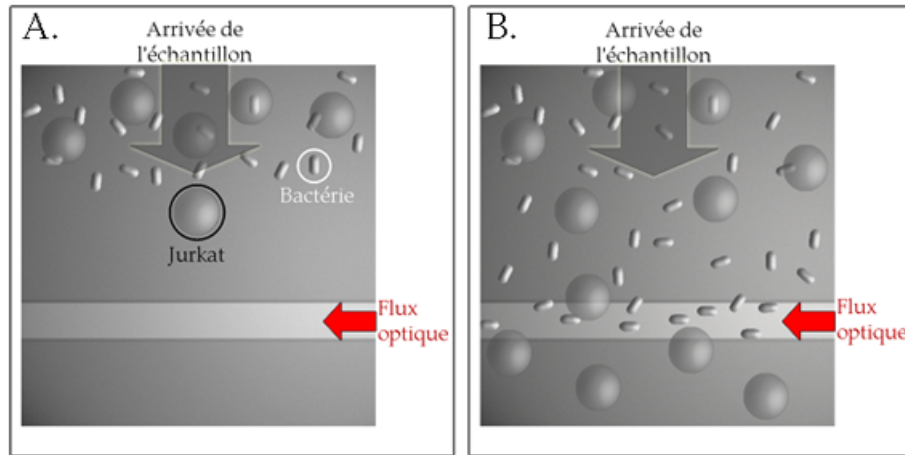 A.
Arrivée de
l'échantillon
Bactérie
Jurkat
Flux
optique
B.
Arrivée de
l'échantillon
Flux
optique